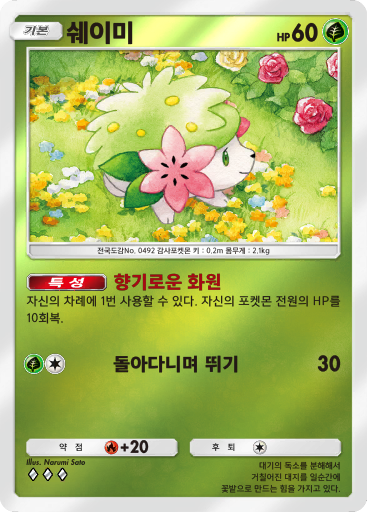 기본 쉐이미 HP 60
전국도감No. 0492 감사포켓몬 키 : 0.2m 몸무게 : 2.1kg
특성 향기로운 화원
자신의 차례에 1번 사용할 수 있다. 자신의 포켓몬 전원의 HP를
10회복.
돌아다니며 뛰기 30
약점 +20 후퇴
Illus. Narumi Sato
대기의 독소를 분해해서
거칠어진 대지를 일순간에
꽃밭으로 만드는 힘을 가지고 있다.